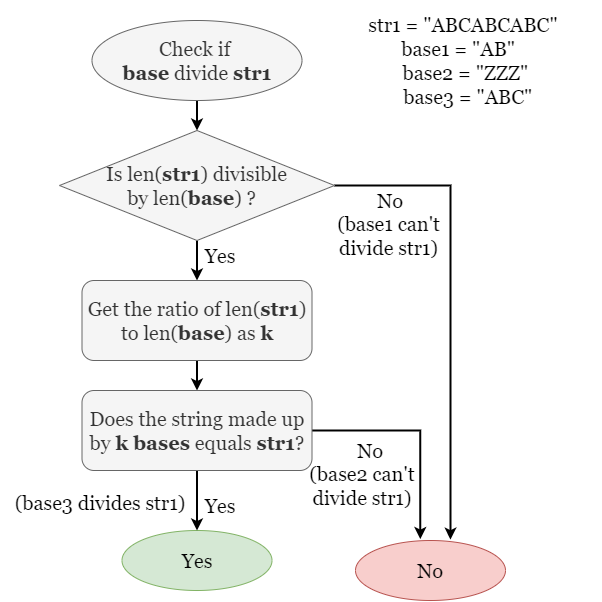 str1 = "ABCABCABC"
base1 = "AB"
base2 = "ZZZ"
base3 = "ABC"
Check if
base divide str1
Is len(str1) divisible
by len(base) ?
No
(base1 can't
divide str1)
Yes
Get the ratio of len(str1)
to len(base) as k
Does the string made up
by k bases equals str1?
No
(base2 can't
divide str1)
(base3 divides str1)
Yes
Yes
No